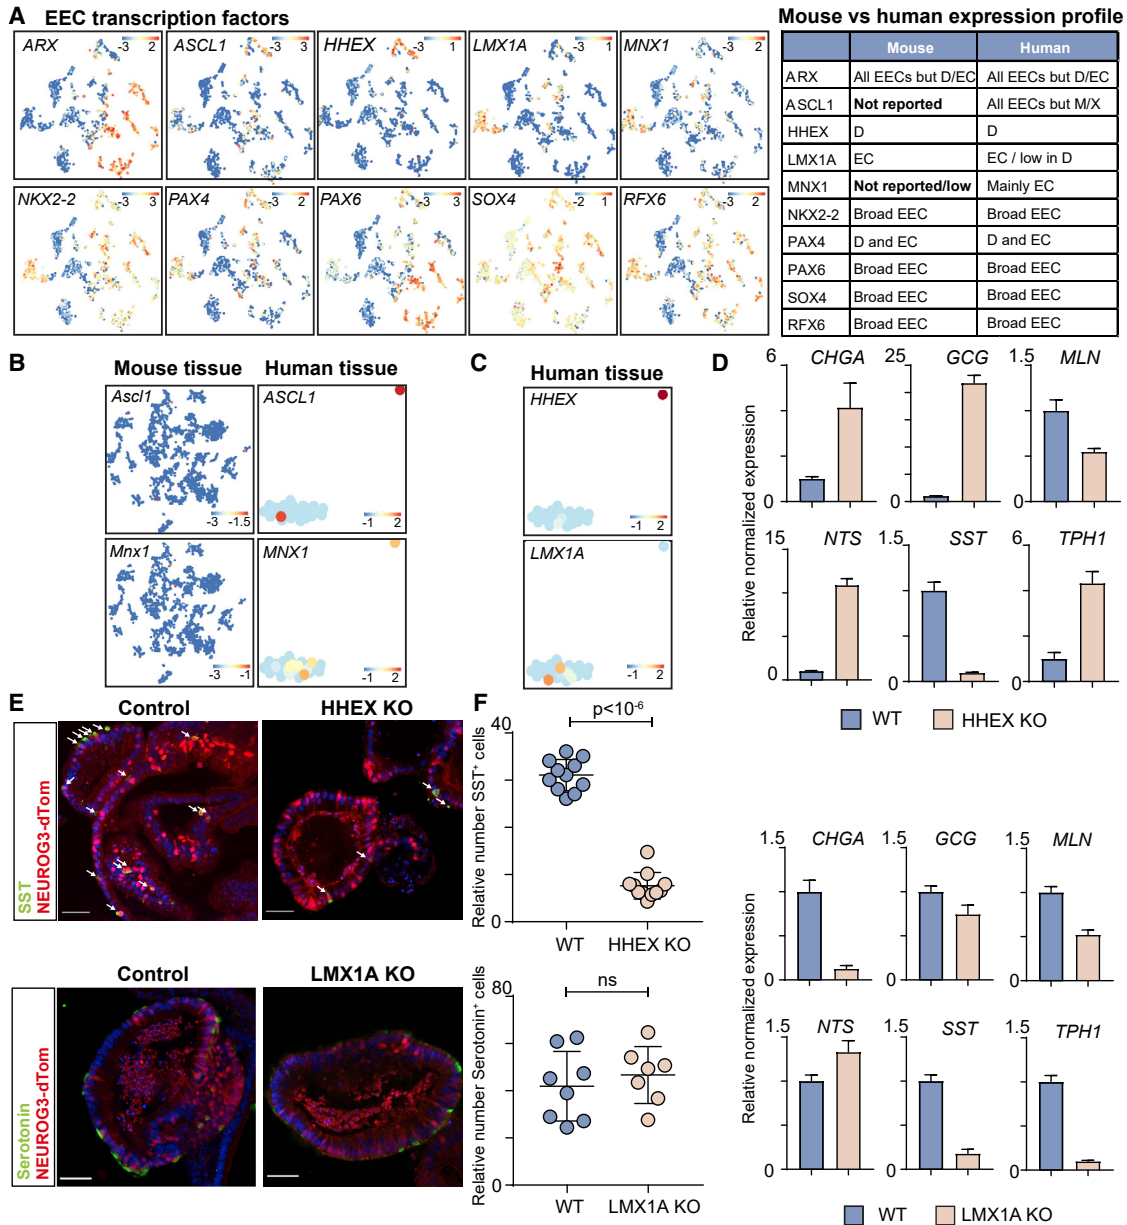 A EEC transcription factors
ARX -3 2
ASCL1 -3 3
HHEX -3 1
LMX1A -3 1
MNX1 -3 2
NKX2-2 -3 3
PAX4 -3 2
PAX6 -3 3
SOX4 -2 1
RFX6 -3 2
Mouse vs human expression profile
Mouse Human
ARX All EECs but D/EC All EECs but D/EC
ASCL1 Not reported All EECs but M/X
HHEX D D
LMX1A EC EC / low in D
MNX1 Not reported/low Mainly EC
NKX2-2 Broad EEC Broad EEC
PAX4 D and EC D and EC
PAX6 Broad EEC Broad EEC
SOX4 Broad EEC Broad EEC
RFX6 Broad EEC Broad EEC
B Mouse tissue Human tissue
Ascl1 -3 -1.5
ASCL1 -1 2
Mnx1 -3 -1
MNX1 -1 2
C Human tissue
HHEX -1 2
LMX1A -1 2
D
Relative normalized expression
6 CHGA 0
25 GCG 0
1.5 MLN 0
15 NTS 0
1.5 SST 0
6 TPH1 0
WT HHEX KO
E
Control HHEX KO
SST
NEUROG3-dTom
Control LMX1A KO
Serotonin
NEUROG3-dTom
F
Relative number SST+ cells
40
0
p<10-6
WT HHEX KO
Relative number Serotonin+ cells
80
0
ns
WT LMX1A KO
Relative normalized expression
1.5 CHGA 0
1.5 GCG 0
1.5 MLN 0
1.5 NTS 0
1.5 SST 0
1.5 TPH1 0
WT LMX1A KO